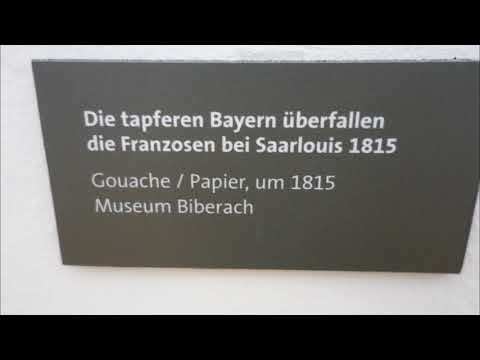 Die tapferen Bayern überfallen
die Franzosen bei Saarlouis 1815
Gouache / Papier, um 1815
Museum Biberach